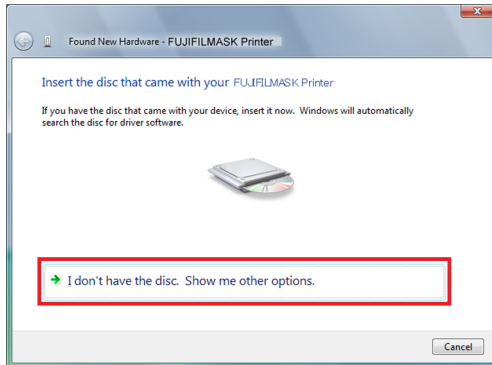 Found New Hardware - FUJIFILMASK Printer
Insert the disc that came with your FUJIFILMASK Printer
If you have the disc that came with your device, insert it now. Windows will automatically
search the disc for driver software.
I don't have the disc. Show me other options.
Cancel